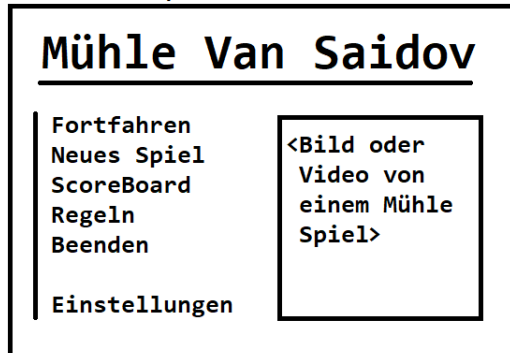 Mühle Van Saidov
Fortfahren
Neues Spiel
ScoreBoard
Regeln
Beenden
Einstellungen
<Bild oder
Video von
einem Mühle
Spiel>